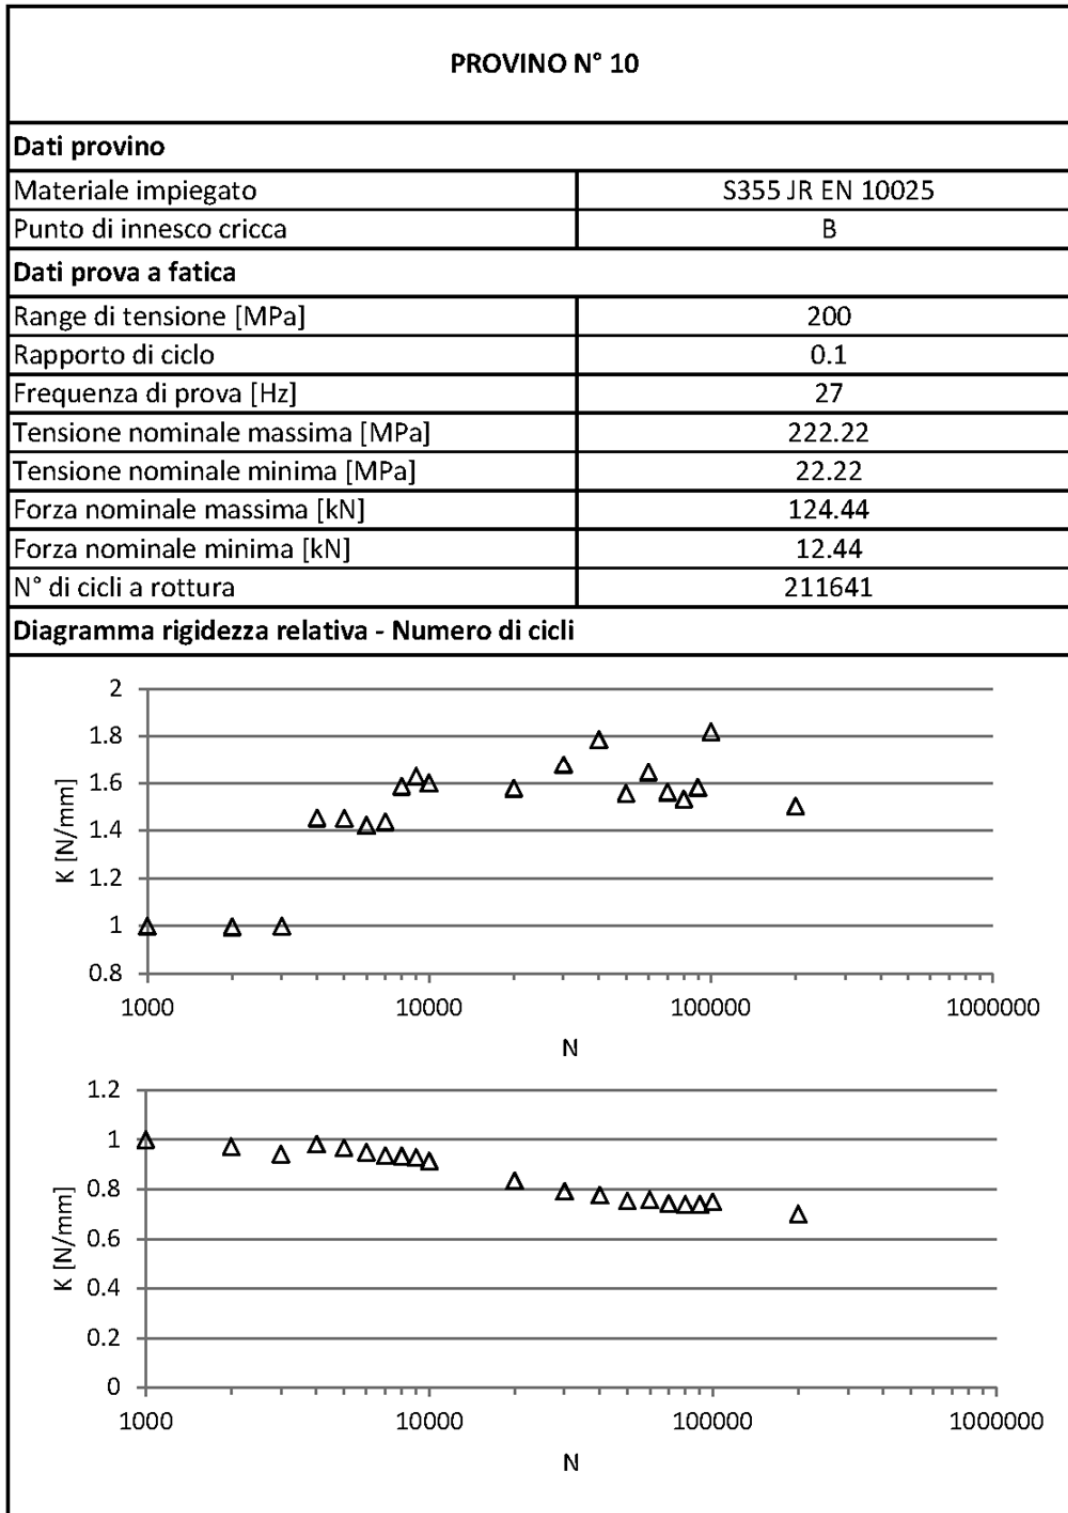 PROVINO N° 10
Dati provino
Materiale impiegato S355 JR EN 10025
Punto di innesco cricca B
Dati prova a fatica
Range di tensione [MPa] 200
Rapporto di ciclo 0.1
Frequenza di prova [Hz] 27
Tensione nominale massima [MPa] 222.22
Tensione nominale minima [MPa] 22.22
Forza nominale massima [kN] 124.44
Forza nominale minima [kN] 12.44
N° di cicli a rottura 211641
Diagramma rigidezza relativa - Numero di cicli
2
1.8
1.6
1.4
1.2
1
0.8
K [N/mm]
1000 10000 100000 1000000
N
1.2
1
0.8
0.6
0.4
0.2
0
K [N/mm]
1000 10000 100000 1000000
N